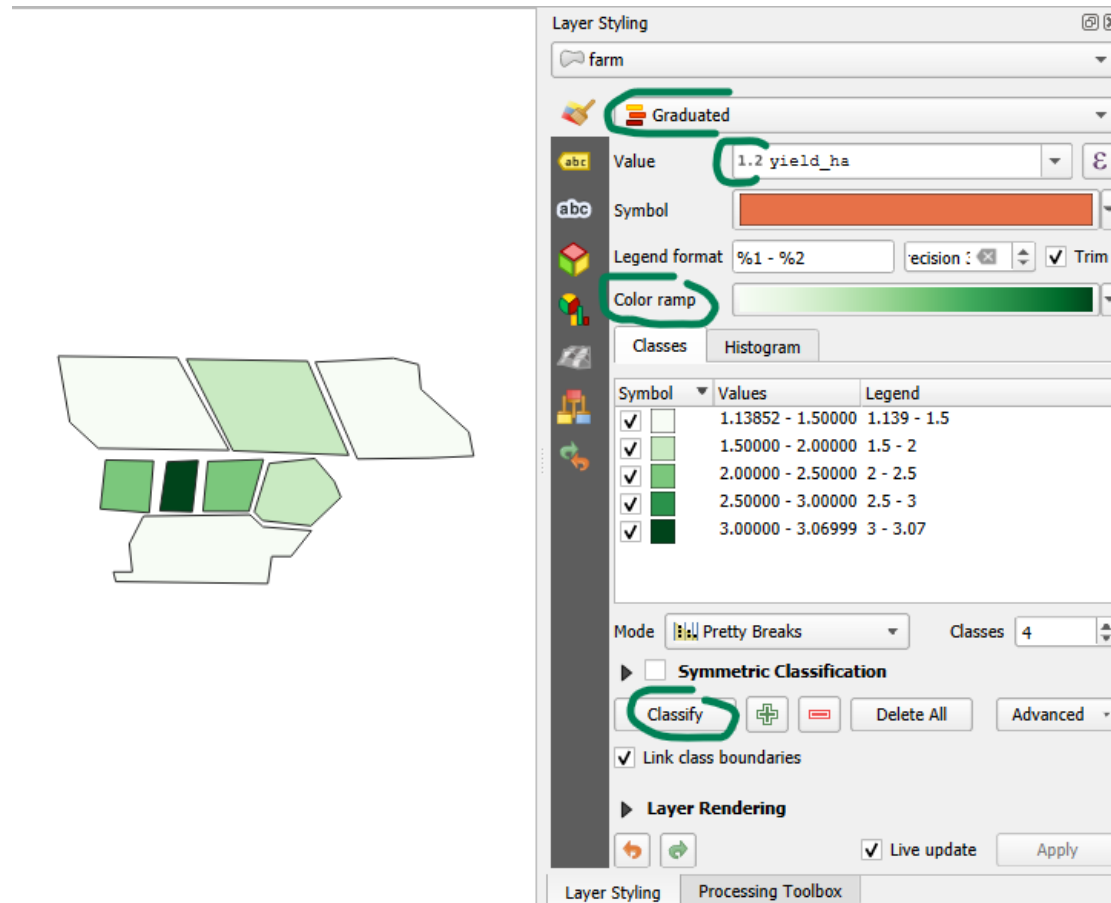 Layer Styling
farm
Graduated
abc Value 1.2 yield_ha ε
abc Symbol
Legend format %1 - %2 ecision : Trim
Color ramp
Classes Histogram
Symbol Values Legend
1.13852 - 1.50000 1.139 - 1.5
1.50000 - 2.00000 1.5 - 2
2.00000 - 2.50000 2 - 2.5
2.50000 - 3.00000 2.5 - 3
3.00000 - 3.06999 3 - 3.07
Mode Pretty Breaks Classes 4
Symmetric Classification
Classify Delete All Advanced
Link class boundaries
Layer Rendering
Live update Apply
Layer Styling Processing Toolbox